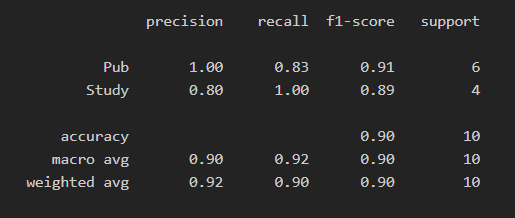 precision recall f1-score support
Pub 1.00 0.83 0.91 6
Study 0.80 1.00 0.89 4
accuracy 0.90 10
macro avg 0.90 0.92 0.90 10
weighted avg 0.92 0.90 0.90 10